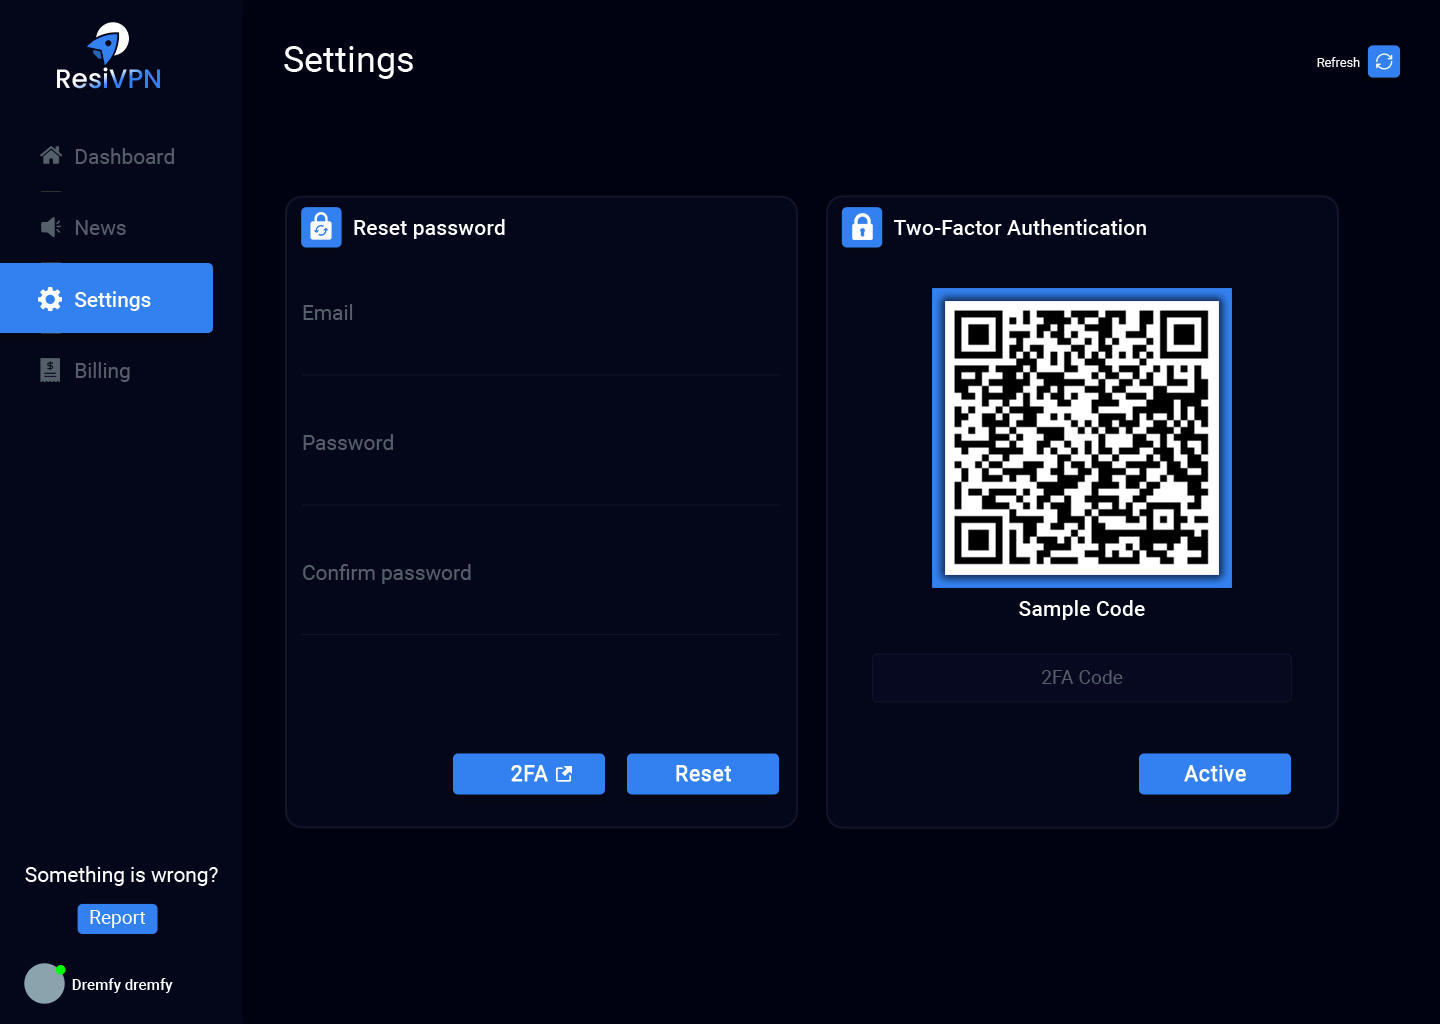 ResiVPN
Settings
Refresh
Dashboard
News
Settings
Billing
Reset password
Email
Password
Confirm password
2FA
Reset
Two-Factor Authentication
Sample Code
2FA Code
Active
Something is wrong?
Report
Dremfy dremfy